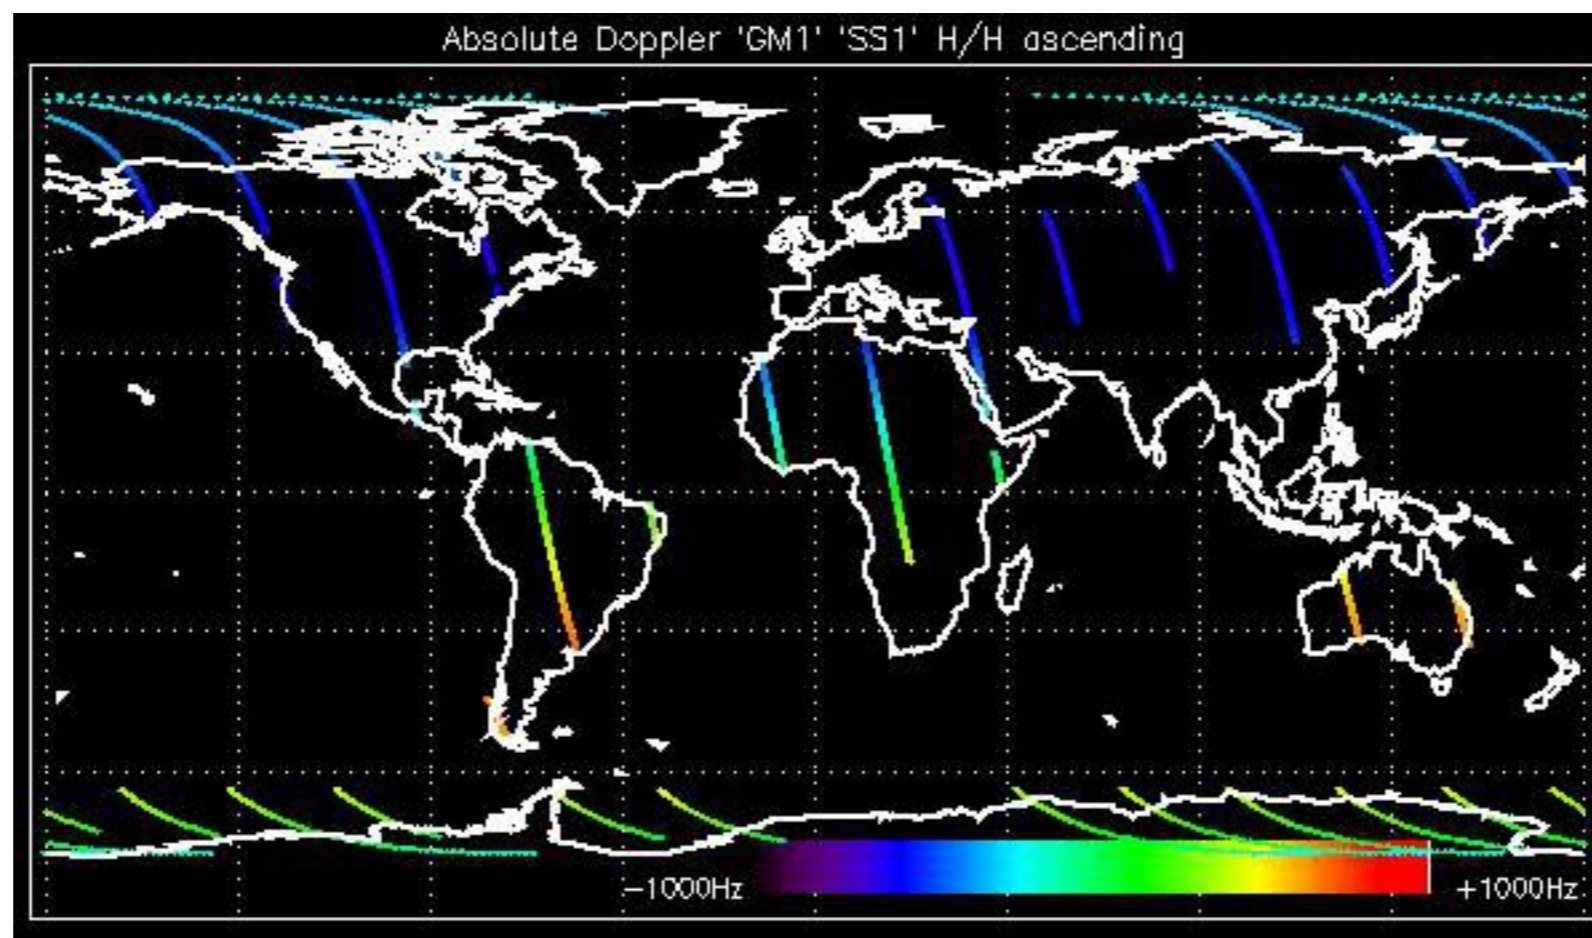 Absolute Doppler 'GM1' 'SS1' H/H ascending
-1000Hz
+1000Hz